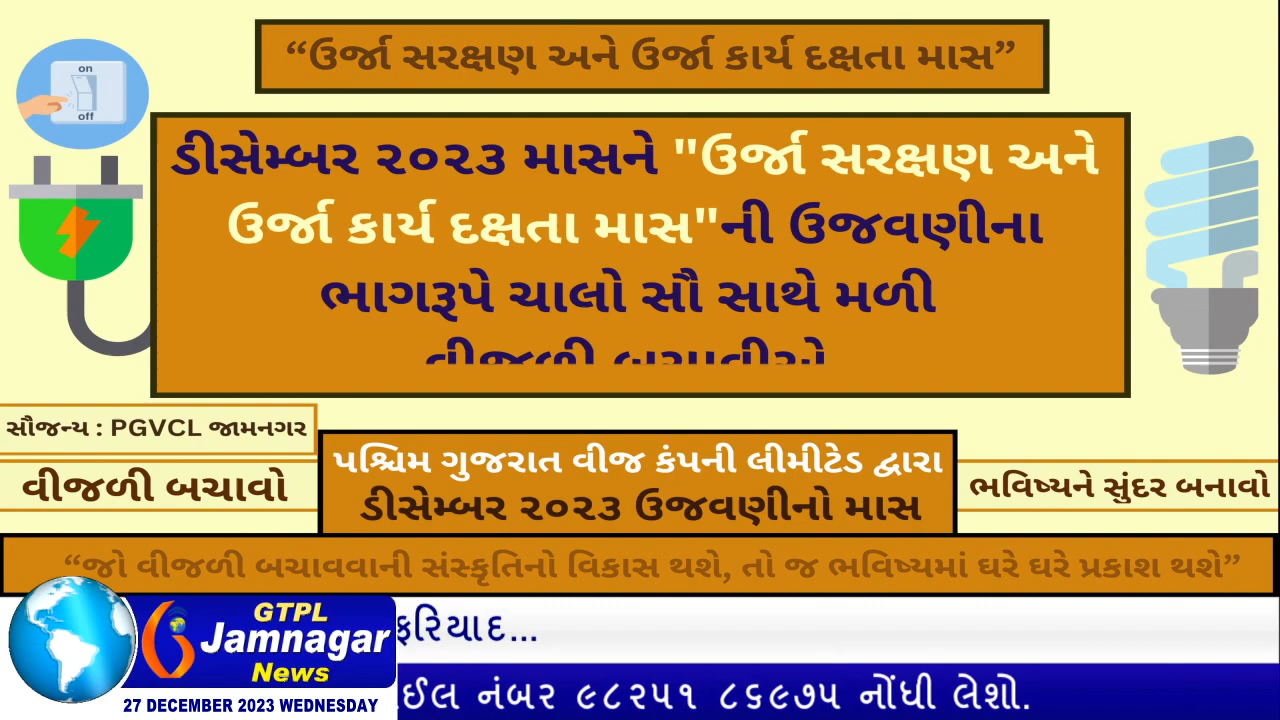 “ઉર્જા સરક્ષણ અને ઉર્જા કાર્ય દક્ષતા માસ”
on
off
ડીસેમ્બર ૨૦૨૩ માસને "ઉર્જા સરક્ષણ અને
ઉર્જા કાર્ય દક્ષતા માસ"ની ઉજવણીના
ભાગરૂપે ચાલો સૌ સાથે મળી
વીજળી બચાવીએ
સૌજન્ય : PGVCL જામનગર
વીજળી બચાવો
પશ્ચિમ ગુજરાત વીજ કંપની લીમીટેડ દ્વારા
ડીસેમ્બર ૨૦૨૩ ઉજવણીનો માસ
ભવિષ્યને સુંદર બનાવો
“જો વીજળી બચાવવાની સંસ્કૃતિનો વિકાસ થશે, તો જ ભવિષ્યમાં ઘરે ઘરે પ્રકાશ થશે”
GTPL
Jamnagar
News
27 DECEMBER 2023 WEDNESDAY
ફરિયાદ...
ઈલ નંબર ૯૮૨૫૧ ૮૬૯૭૫ નોંધી લેશો.